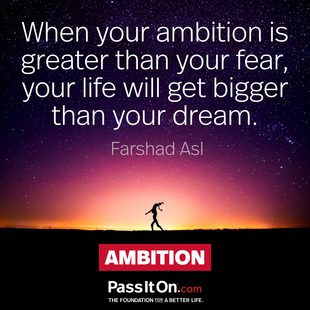 When your ambition is
greater than your fear,
your life will get bigger
than your dream.
Farshad Asl
AMBITION
PassItOn.com
THE FOUNDATION FOR A BETTER LIFE.